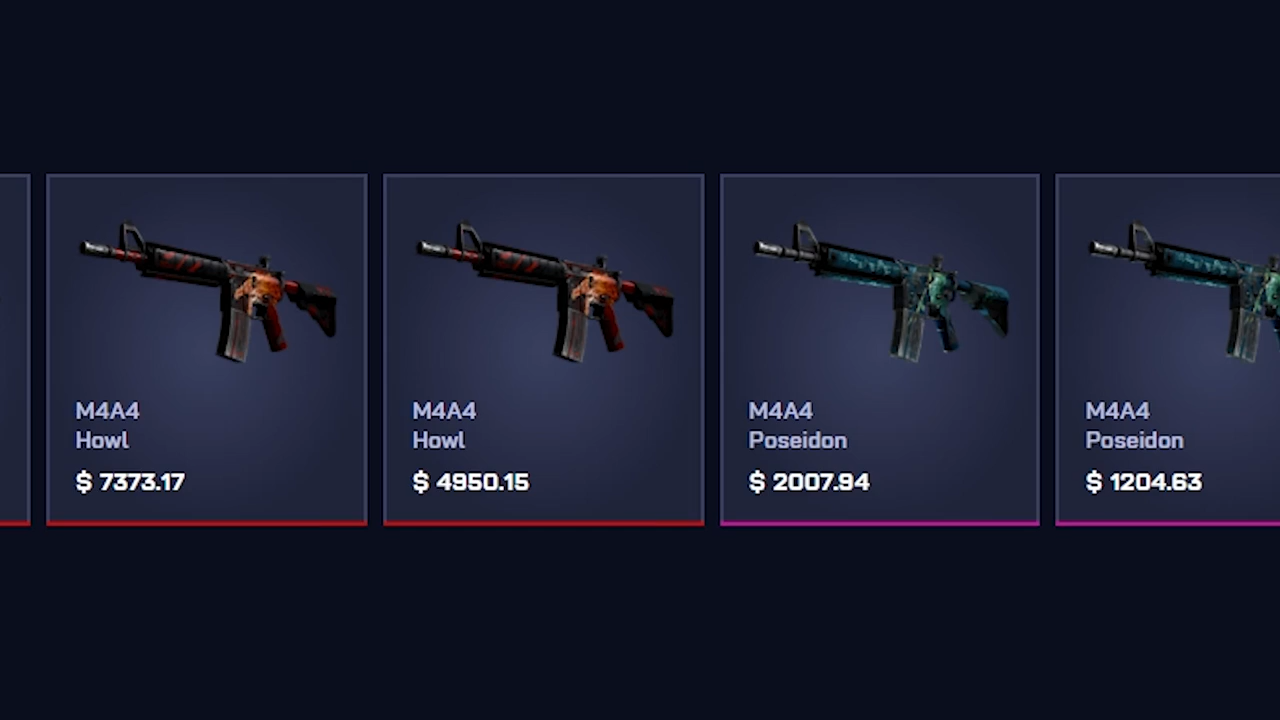 M4A4
Howl
$ 7373.17
M4A4
Howl
$ 4950.15
M4A4
Poseidon
$ 2007.94
M4A4
Poseidon
$ 1204.63